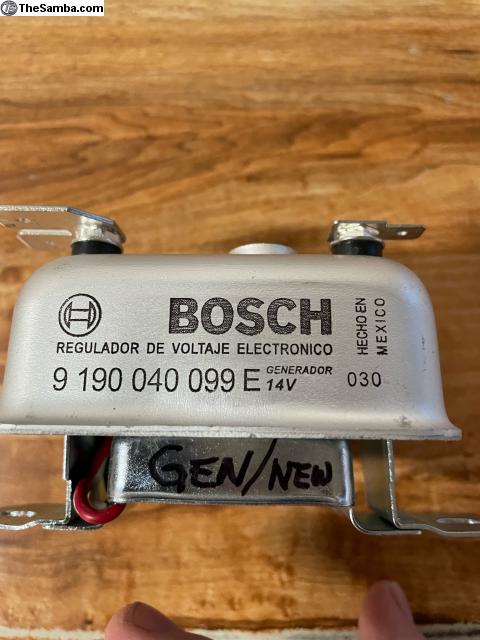 TheSamba.com
BOSCH
REGULADOR DE VOLTAJE ELECTRONICO
9 190 040 099 E GENERADOR 14V
HECHO EN
MEXICO
030
GEN/NEW